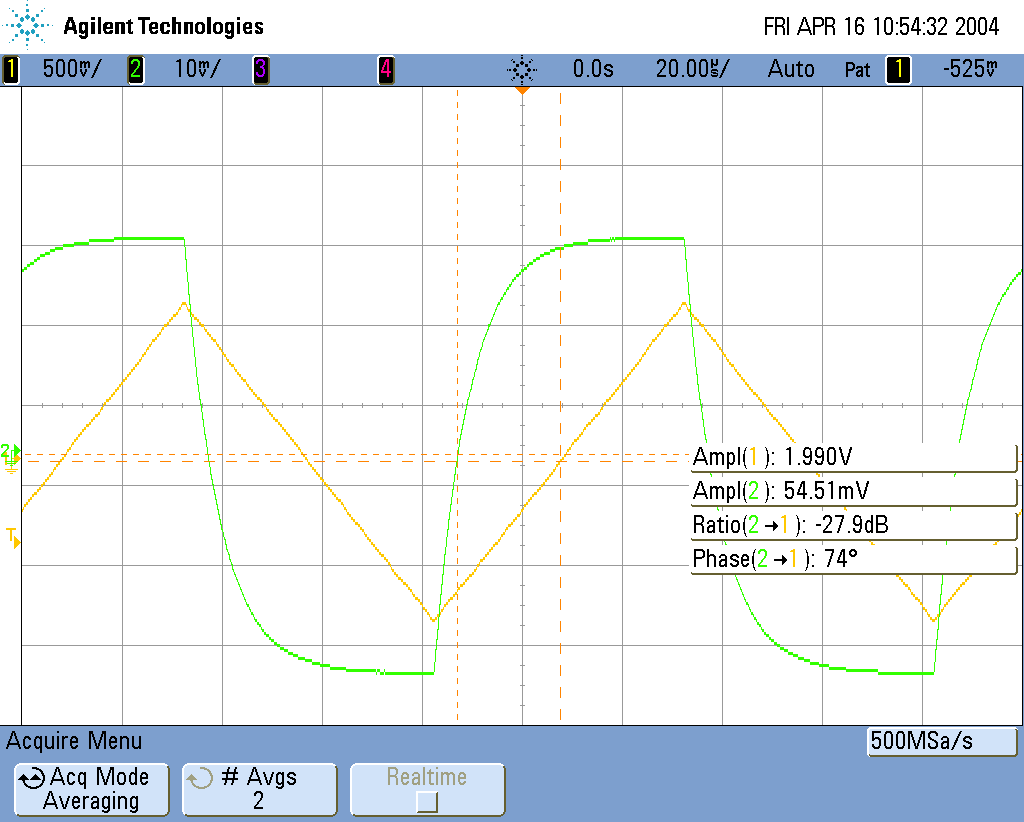 Agilent Technologies
FRI APR 16 10:54:32 2004
1 500mV/ 2 10mV/ 3 4 0.0s 20.00µs/ Auto Pat 1 -525mV
2
T
Ampl(1): 1.990V
Ampl(2): 54.51mV
Ratio(2→1): -27.9dB
Phase(2→1): 74°
Acquire Menu
500MSa/s
Acq Mode
Averaging
# Avgs
2
Realtime